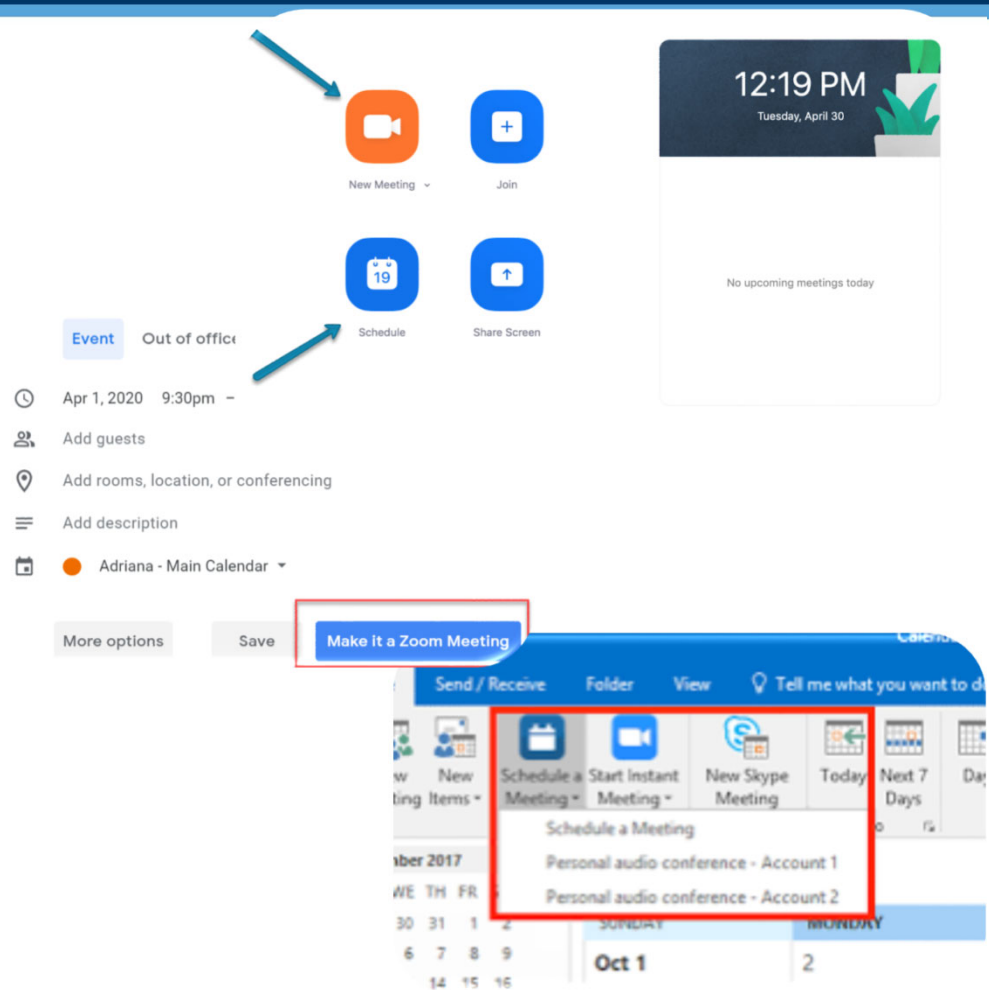 12:19 PM
Tuesday, April 30
New Meeting
Join
19
No upcoming meetings today
Schedule
Share Screen
Event Out of office
Apr 1, 2020 9:30pm –
Add guests
Add rooms, location, or conferencing
Add description
Adriana - Main Calendar
More options Save Make it a Zoom Meeting
Send / Receive Folder View Tell me what you want to d
New Schedule a Start Instant New Skype Today Next 7
Items Meeting Meeting Meeting Days
Schedule a Meeting
Personal audio conference - Account 1
Personal audio conference - Account 2
2017
WE TH FR
30 31 1 2
6 7 8 9
14 15 16
SUNDAY MONDAY
Oct 1 2